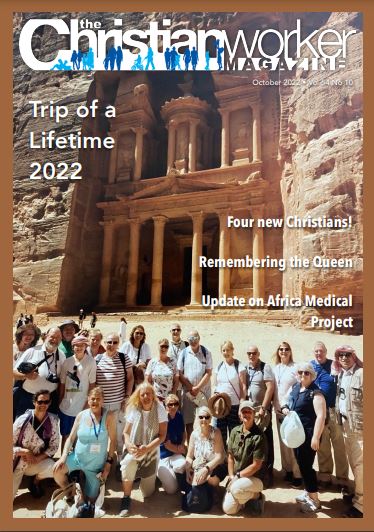 the
Christianworker
MAGAZINE
October 2022 • Vol 64 No 10
Trip of a
Lifetime
2022
Four new Christians!
Remembering the Queen
Update on Africa Medical
Project